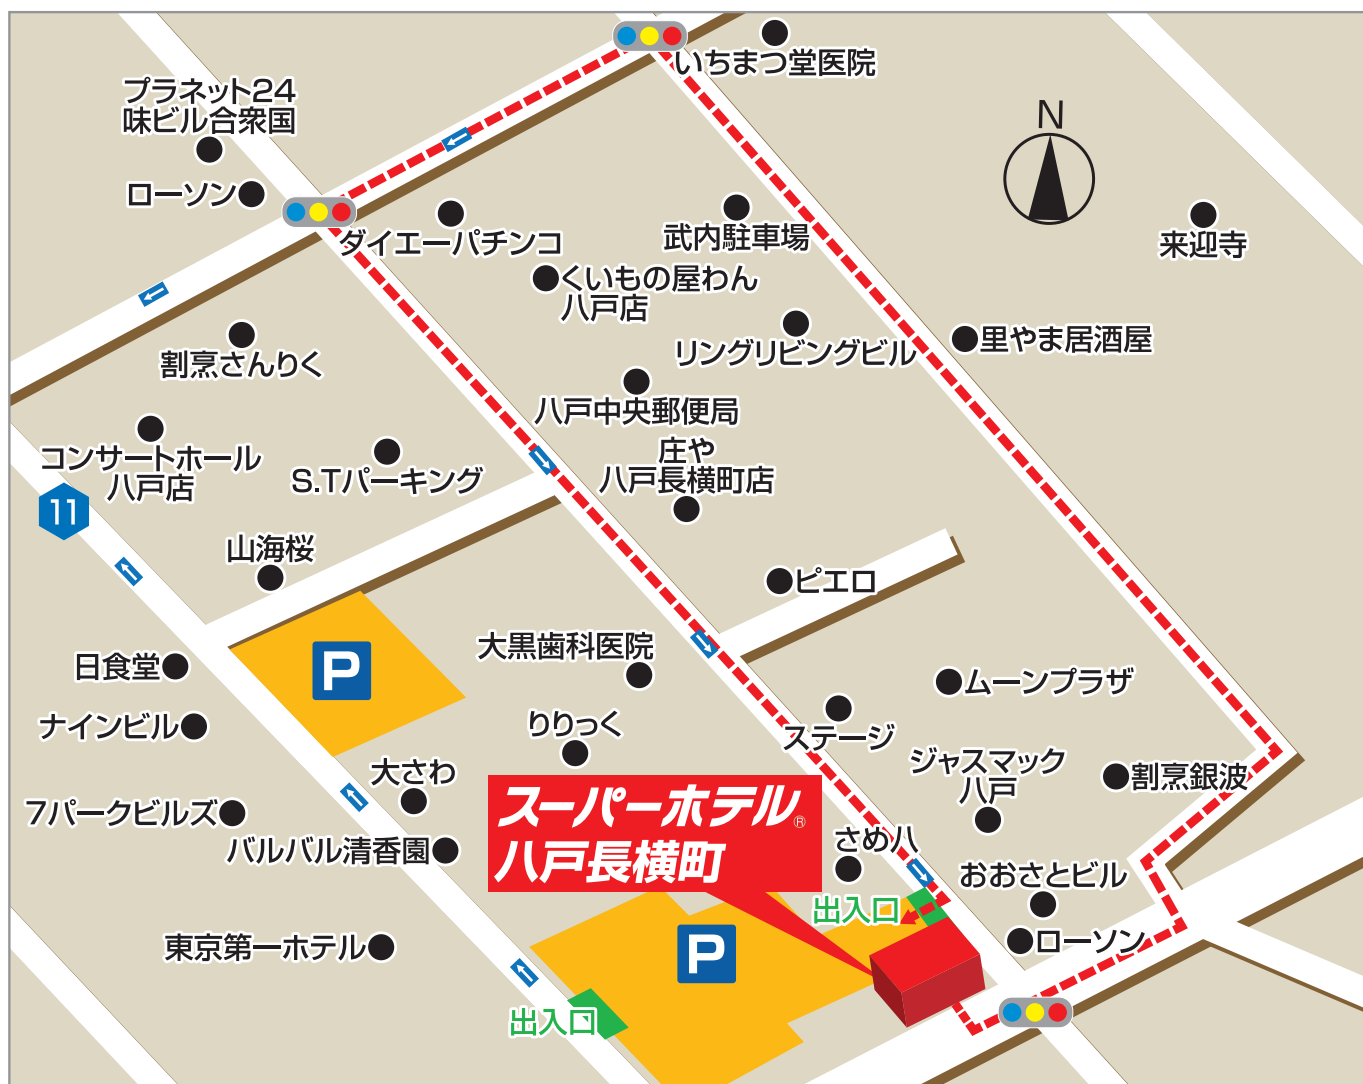 いちまつ堂医院
プラネット24
味ビル合衆国
N
ローソン
ダイエーパチンコ
武内駐車場
来迎寺
くいもの屋わん
八戸店
割烹さんりく
リングリビングビル
里やま居酒屋
八戸中央郵便局
コンサートホール
八戸店
S.Tパーキング
庄や
八戸長横町店
11
山海桜
ピエロ
日食堂
P
大黒歯科医院
ムーンプラザ
ナインビル
りりっく
ステージ
ジャスマック
八戸
割烹銀波
大さわ
7パークビルズ
スーパーホテル®
八戸長横町
バルバル清香園
さめ八
おおさとビル
出入口
東京第一ホテル
P
ローソン
出入口